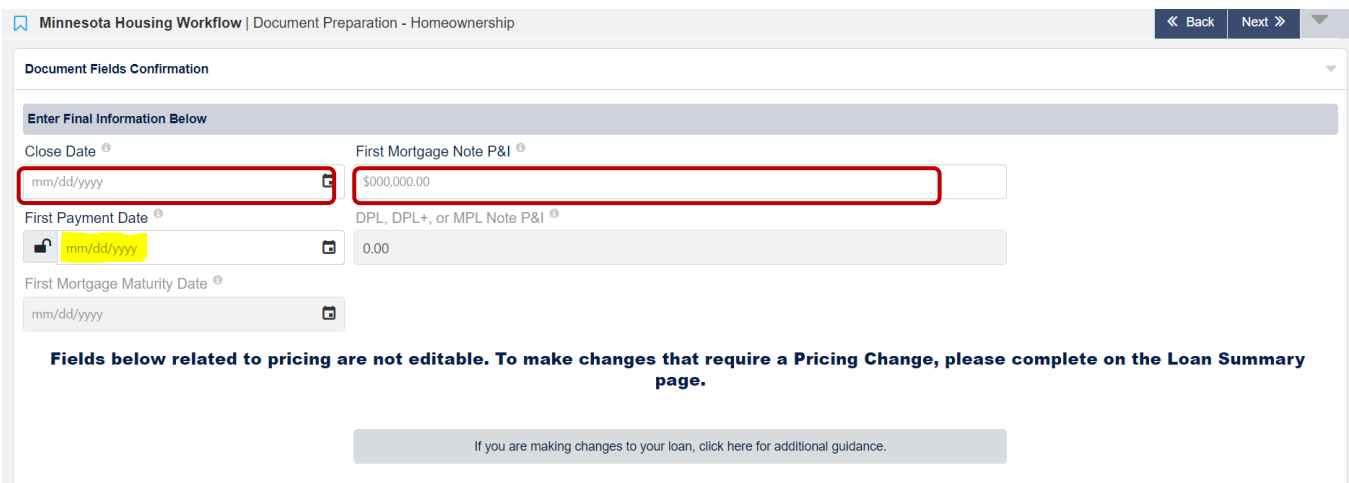 Minnesota Housing Workflow | Document Preparation - Homeownership
« Back
Next »
Document Fields Confirmation
Enter Final Information Below
Close Date
First Mortgage Note P&I
mm/dd/yyyy
$000,000.00
First Payment Date
DPL, DPL+, or MPL Note P&I
mm/dd/yyyy
0.00
First Mortgage Maturity Date
mm/dd/yyyy
Fields below related to pricing are not editable. To make changes that require a Pricing Change, please complete on the Loan Summary
page.
If you are making changes to your loan, click here for additional guidance.